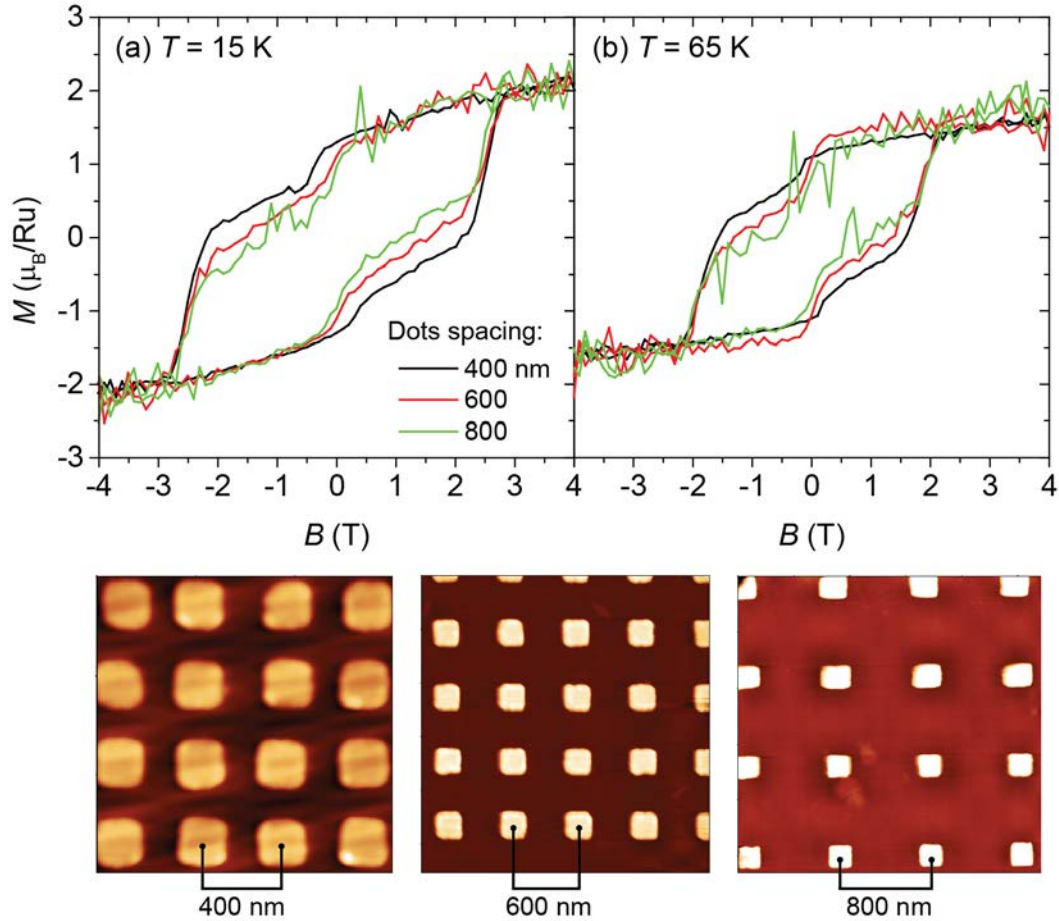 (a) T = 15 K
(b) T = 65 K
3
2
1
0
-1
-2
-3
M (μB/Ru)
Dots spacing:
400 nm
600
800
-4 -3 -2 -1 0 1 2 3 4 -3 -2 -1 0 1 2 3 4
B (T)
B (T)
400 nm
600 nm
800 nm